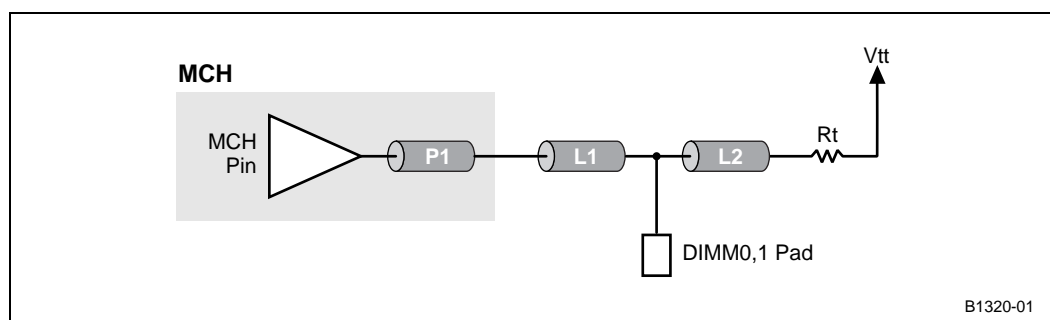 Vtt
MCH
Rt
MCH
Pin
P1
L1
L2
DIMM0,1 Pad
B1320-01